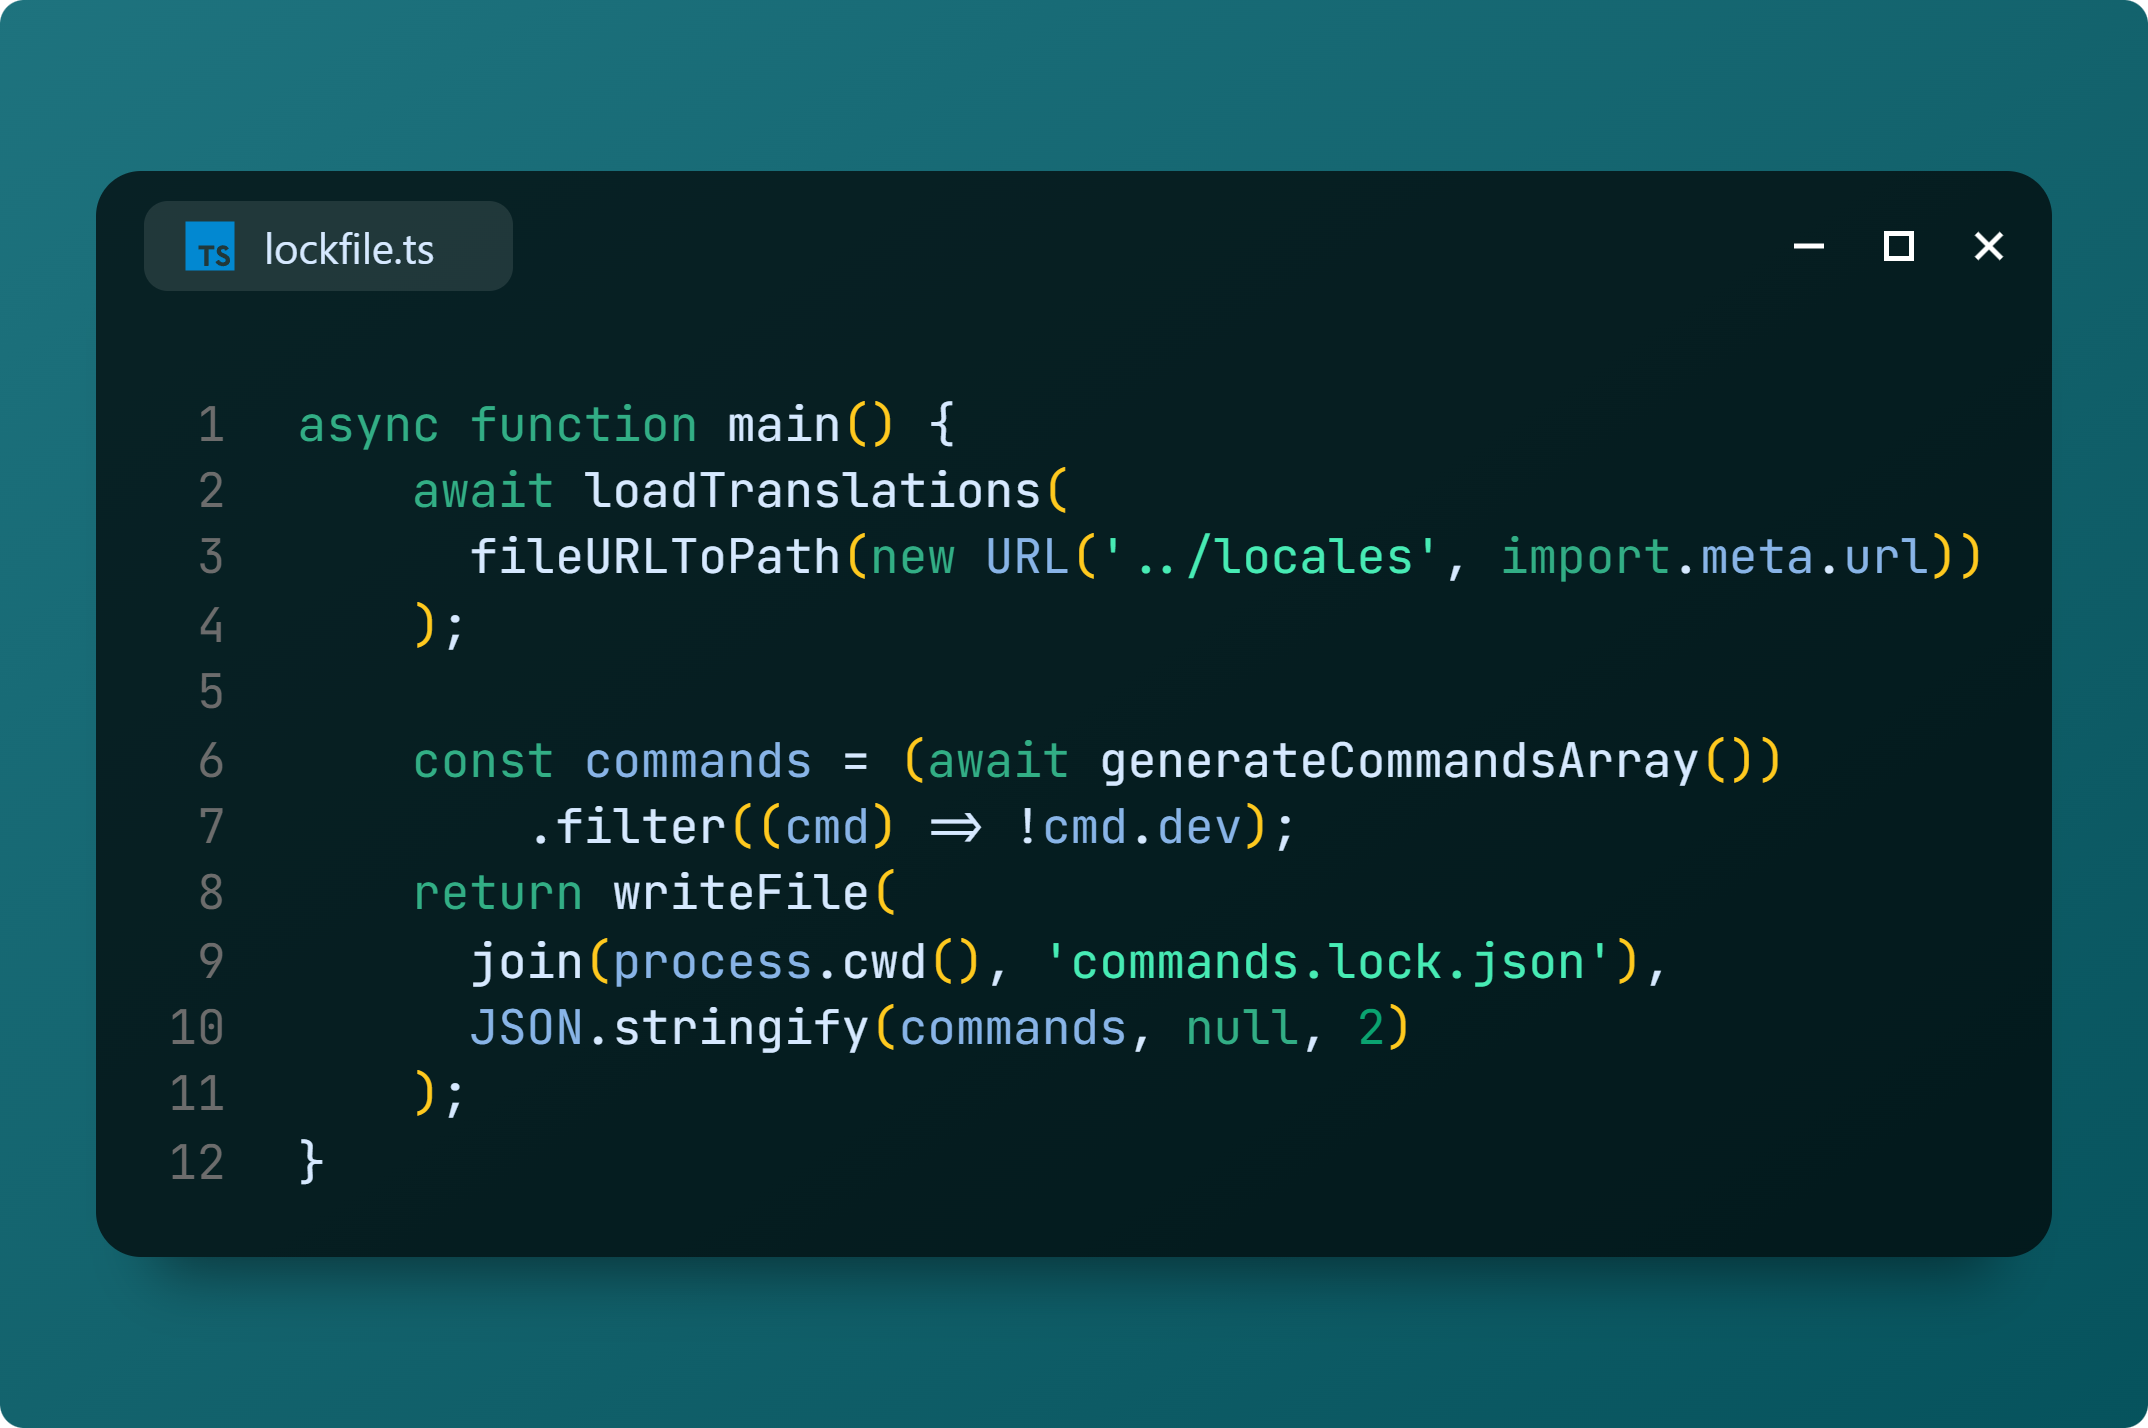 TS lockfile.ts
1 async function main() {
2     await loadTranslations(
3       fileURLToPath(new URL('../locales', import.meta.url))
4     );
5
6     const commands = (await generateCommandsArray())
7         .filter((cmd) => !cmd.dev);
8     return writeFile(
9       join(process.cwd(), 'commands.lock.json'),
10       JSON.stringify(commands, null, 2)
11     );
12 }